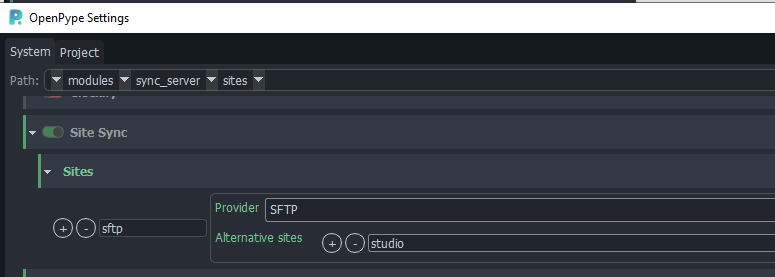 OpenPype Settings
System Project
Path: modules sync_server sites
Site Sync
Sites
+ - sftp
Provider SFTP
Alternative sites + - studio